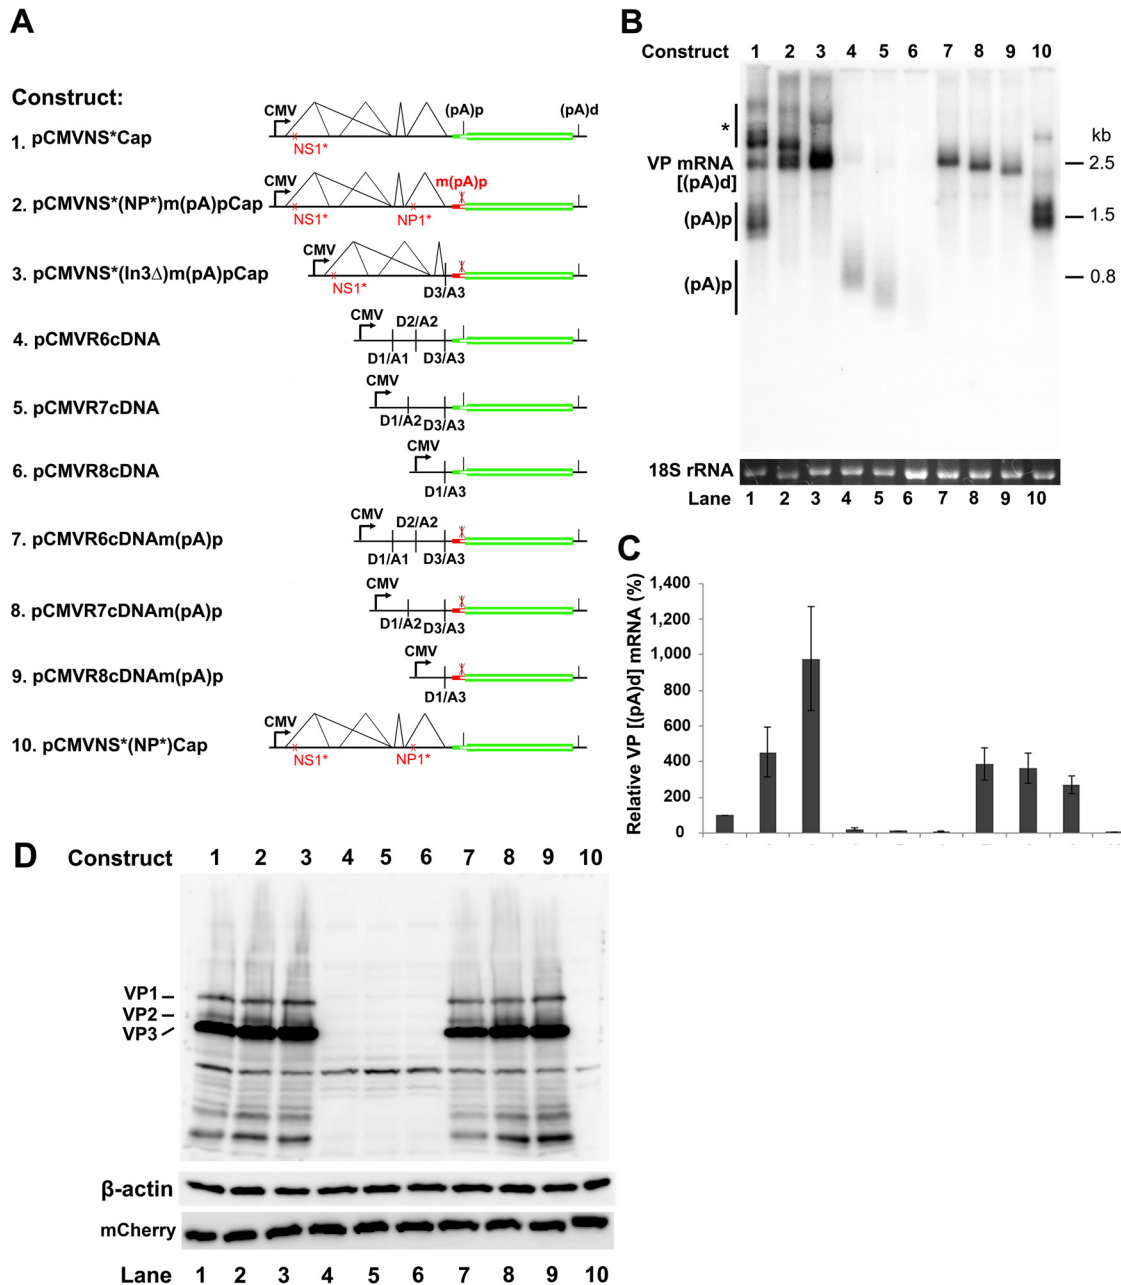 A
Construct:
1. pCMVNS*Cap
CMV
(pA)p
(pA)d
NS1*
2. pCMVNS*(NP*)m(pA)pCap
CMV
m(pA)p
NS1*
NP1*
3. pCMVNS*(In3Δ)m(pA)pCap
CMV
NS1*
D3/A3
4. pCMVR6cDNA
CMV
D2/A2
D1/A1
D3/A3
5. pCMVR7cDNA
CMV
D1/A2
D3/A3
6. pCMVR8cDNA
CMV
D1/A3
7. pCMVR6cDNAm(pA)p
CMV
D2/A2
D1/A1
D3/A3
8. pCMVR7cDNAm(pA)p
CMV
D1/A2
D3/A3
9. pCMVR8cDNAm(pA)p
CMV
D1/A3
10. pCMVNS*(NP*)Cap
CMV
NS1*
NP1*
B
Construct 1 2 3 4 5 6 7 8 9 10
*
kb
VP mRNA
[(pA)d]
2.5
(pA)p
1.5
(pA)p
0.8
18S rRNA
Lane 1 2 3 4 5 6 7 8 9 10
C
Relative VP [(pA)d] mRNA (%)
1,400
1,200
1,000
800
600
400
200
0
D
Construct 1 2 3 4 5 6 7 8 9 10
VP1
VP2
VP3
β-actin
mCherry
Lane 1 2 3 4 5 6 7 8 9 10